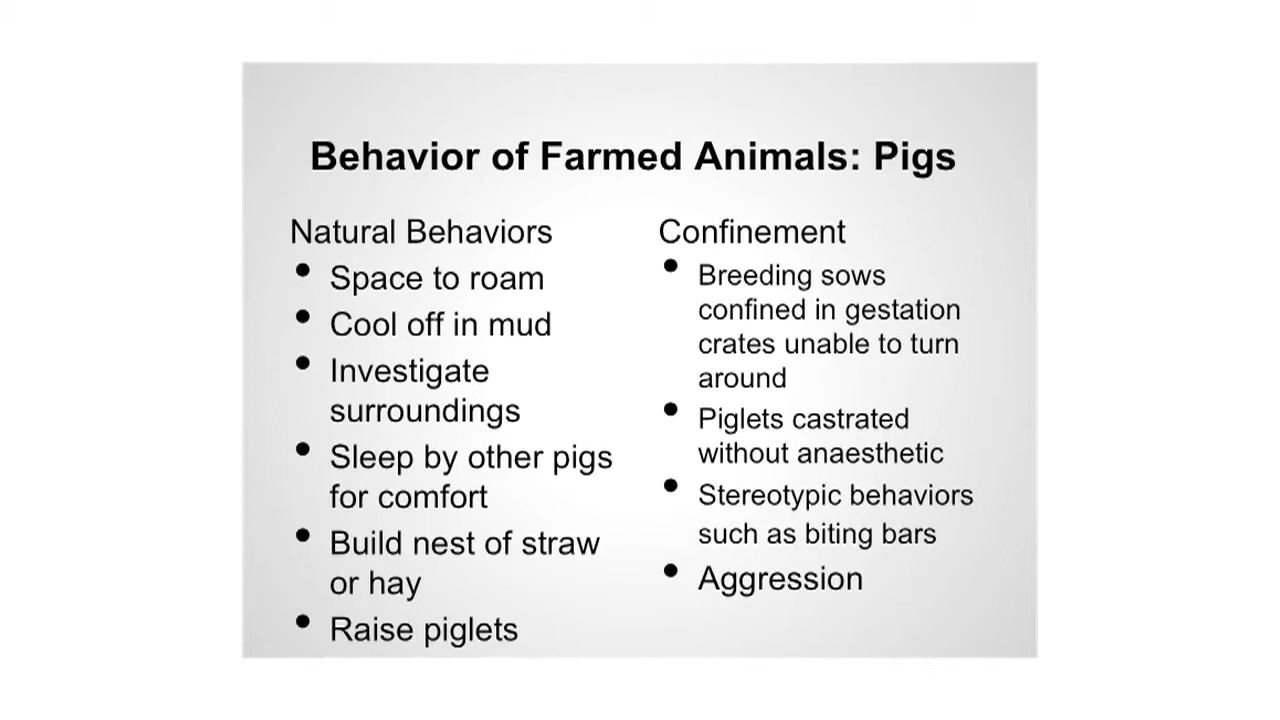 Behavior of Farmed Animals: Pigs
Natural Behaviors
• Space to roam
• Cool off in mud
• Investigate
surroundings
• Sleep by other pigs
for comfort
• Build nest of straw
or hay
• Raise piglets
Confinement
• Breeding sows
confined in gestation
crates unable to turn
around
• Piglets castrated
without anaesthetic
• Stereotypic behaviors
such as biting bars
• Aggression